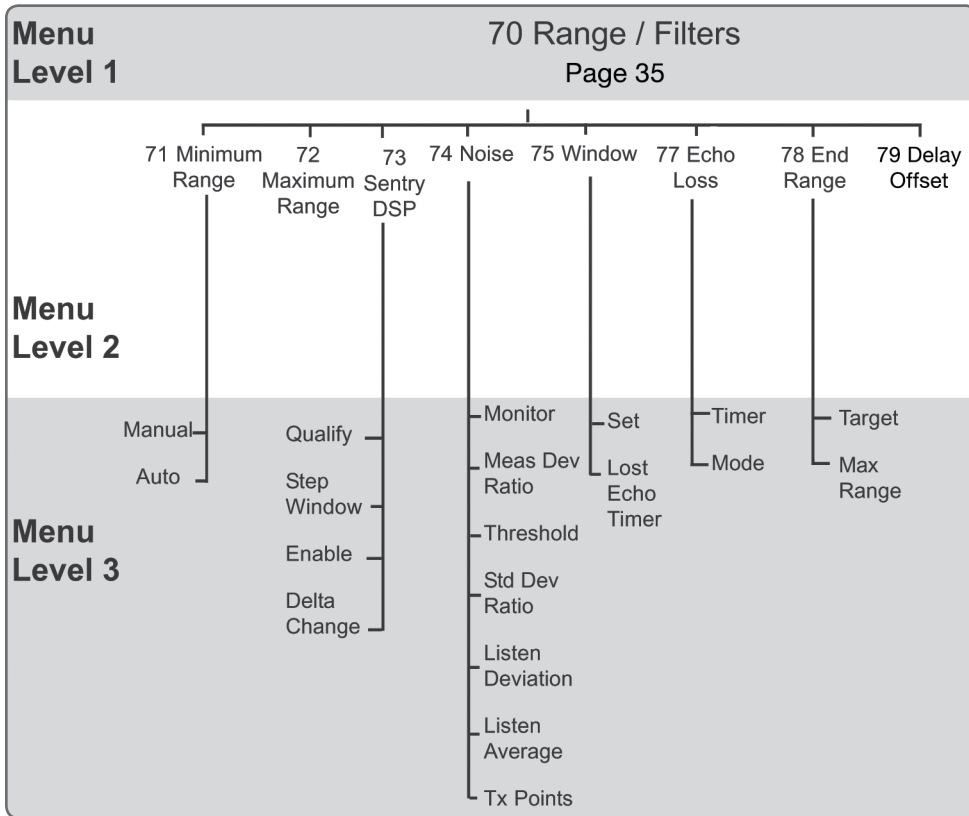 Menu
Level 1
70 Range / Filters
Page 35
71 Minimum
Range
72
Maximum
Range
73
Sentry
DSP
74 Noise
75 Window
77 Echo
Loss
78 End
Range
79 Delay
Offset
Menu
Level 2
Menu
Level 3
Manual
Auto
Qualify
Step
Window
Enable
Delta
Change
Monitor
Meas Dev
Ratio
Threshold
Std Dev
Ratio
Listen
Deviation
Listen
Average
Tx Points
Set
Lost
Echo
Timer
Timer
Mode
Target
Max
Range